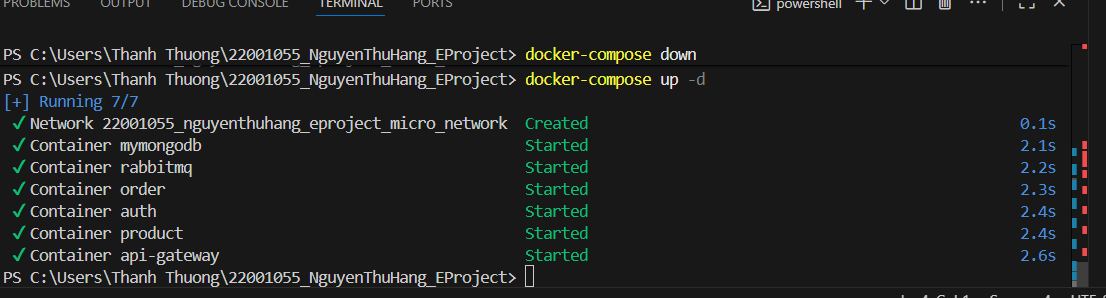 PROBLEMS OUTPUT DEBUG CONSOLE TERMINAL PORTS powershell
PS C:\Users\Thanh Thuong\22001055_NguyenThuHang_EProject> docker-compose down
PS C:\Users\Thanh Thuong\22001055_NguyenThuHang_EProject> docker-compose up -d
[+] Running 7/7
✓ Network 22001055_nguyenthuhang_eproject_micro_network Created 0.1s
✓ Container mymongodb Started 2.1s
✓ Container rabbitmq Started 2.2s
✓ Container order Started 2.3s
✓ Container auth Started 2.4s
✓ Container product Started 2.4s
✓ Container api-gateway Started 2.6s
PS C:\Users\Thanh Thuong\22001055_NguyenThuHang_EProject>